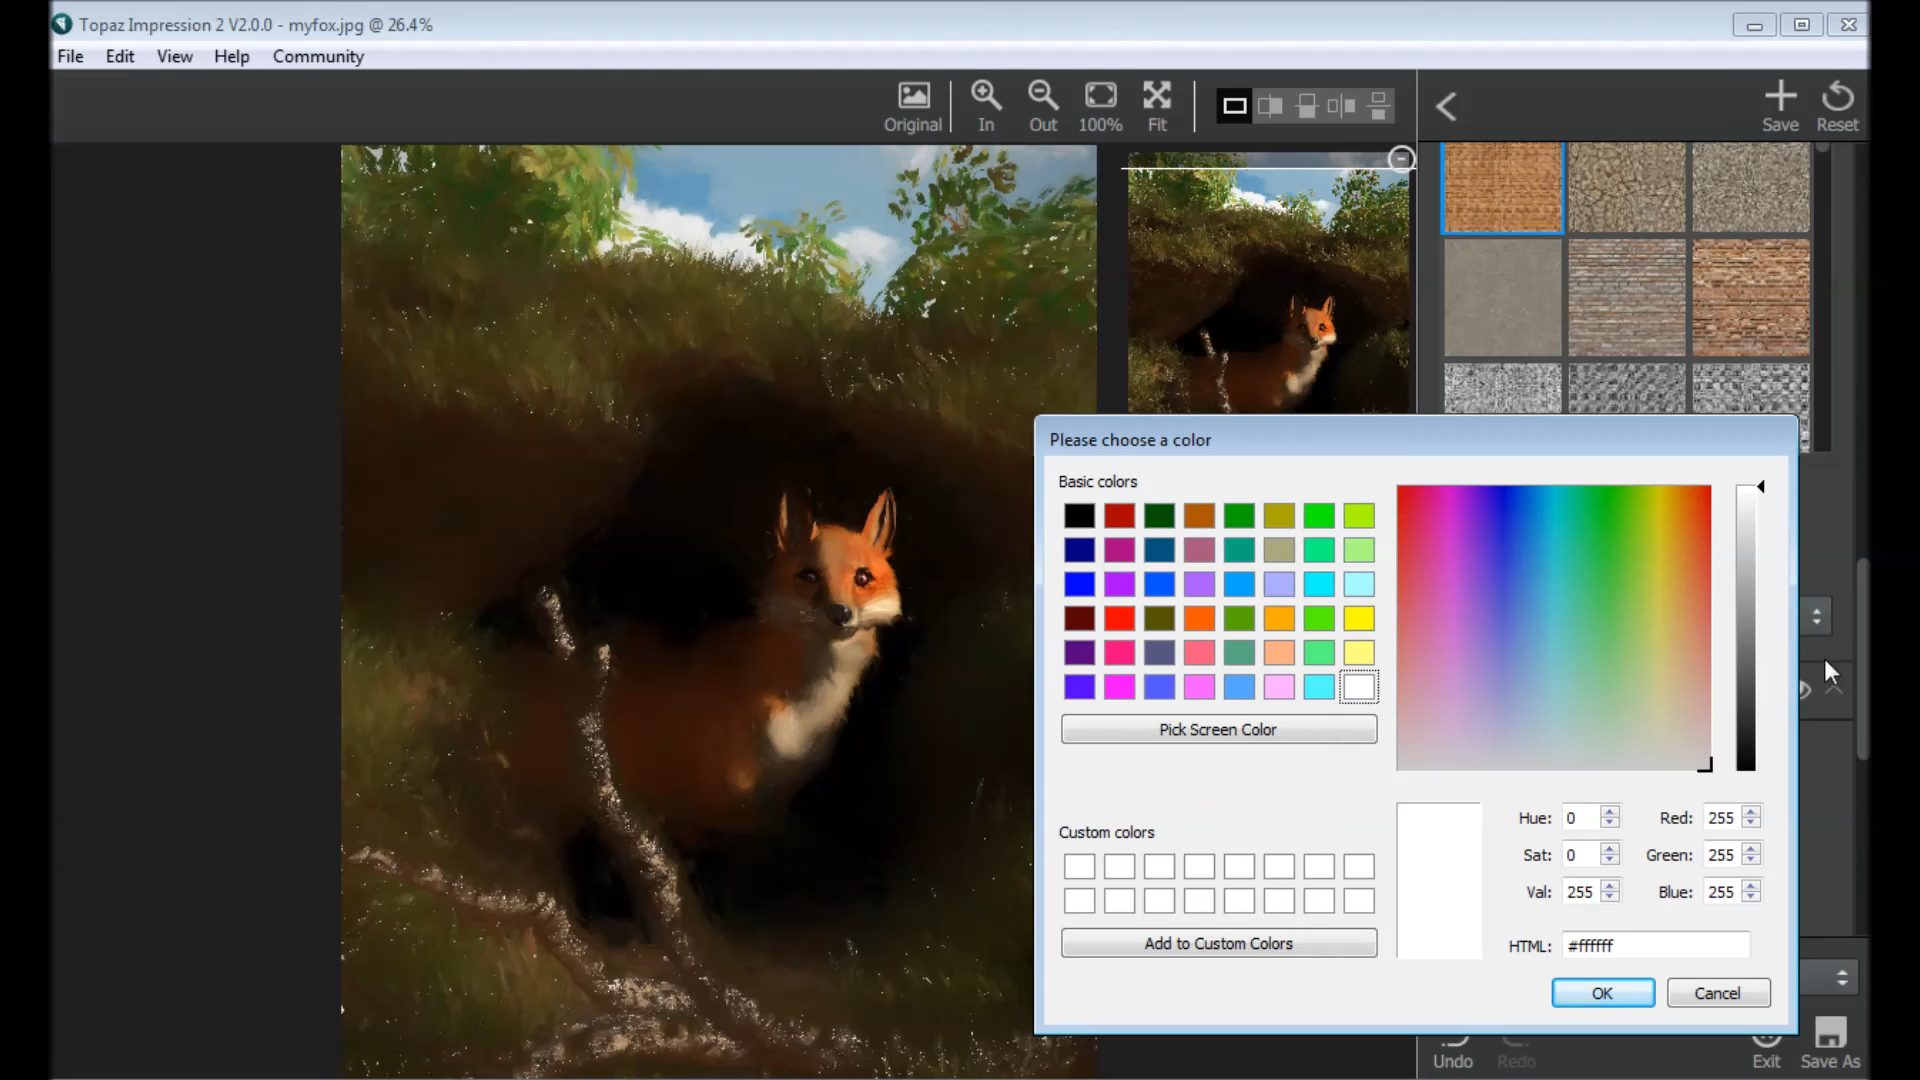 Topaz Impression 2 V2.0.0 - myfox.jpg @ 26.4%
File Edit View Help Community
Original In Out 100% Fit Save Reset
Please choose a color
Basic colors
Pick Screen Color
Custom colors
Add to Custom Colors
Hue: 0 Red: 255
Sat: 0 Green: 255
Val: 255 Blue: 255
HTML: #ffffff
OK Cancel
Undo Redo Exit Save As